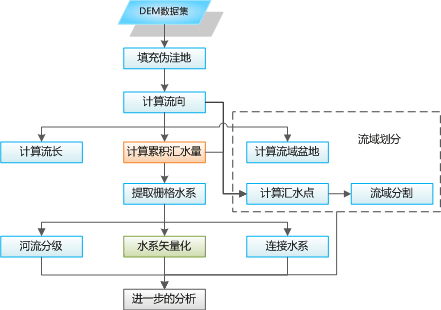 DEM数据集
填充伪洼地
计算流向
流域划分
计算流长
计算累积汇水量
计算流域盆地
提取栅格水系
计算汇水点
流域分割
河流分级
水系矢量化
连接水系
进一步的分析